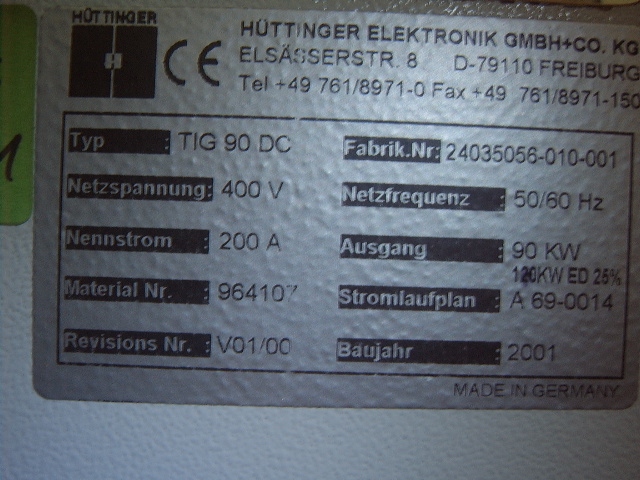 HÜTTINGER
HÜTTINGER ELEKTRONIK GMBH+CO. KG
ELSÄSSERSTR. 8 D-79110 FREIBURG
CE
Tel +49 761/8971-0 Fax +49 761/8971-150
Typ : TIG 90 DC Fabrik.Nr: 24035056-010-001
Netzspannung: 400 V Netzfrequenz : 50/60 Hz
Nennstrom : 200 A Ausgang : 90 KW
120KW ED 25%
Material Nr. : 964107 Stromlaufplan : A 69-0014
Revisions Nr. : V01/00 Baujahr : 2001
MADE IN GERMANY